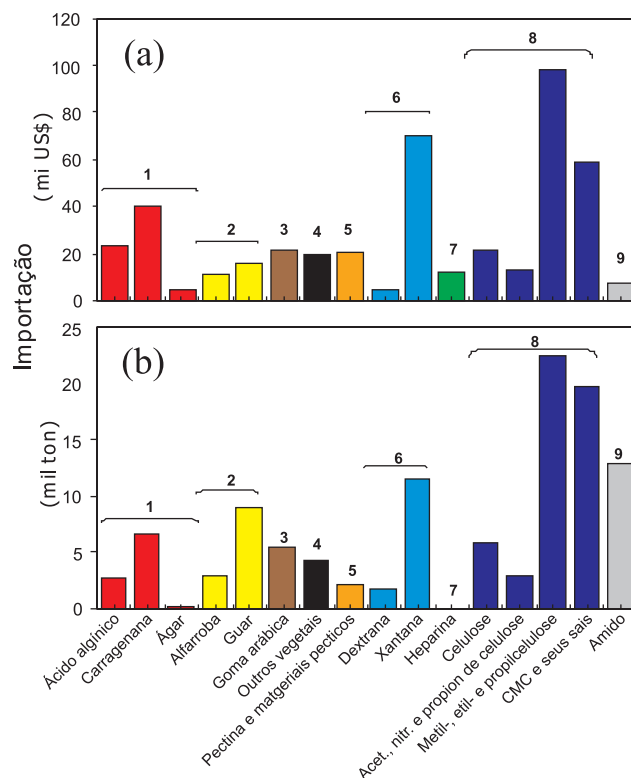 120
(a)
100
80
60
40
20
0
(mi US$)
1
2
3
4
5
6
7
8
9
Importação
25
(b)
20
15
10
5
0
(mil ton)
1
2
3
4
5
6
7
8
9
Ácido algínico
Carragenana
Ágar
Alfarroba
Guar
Goma arábica
Outros vegetais
Pectina e matgeriais pecticos
Dextrana
Xantana
Heparina
Celulose
Acet., nitr. e propion de celulose
Metil-, etil- e propilcelulose
CMC e seus sais
Amido